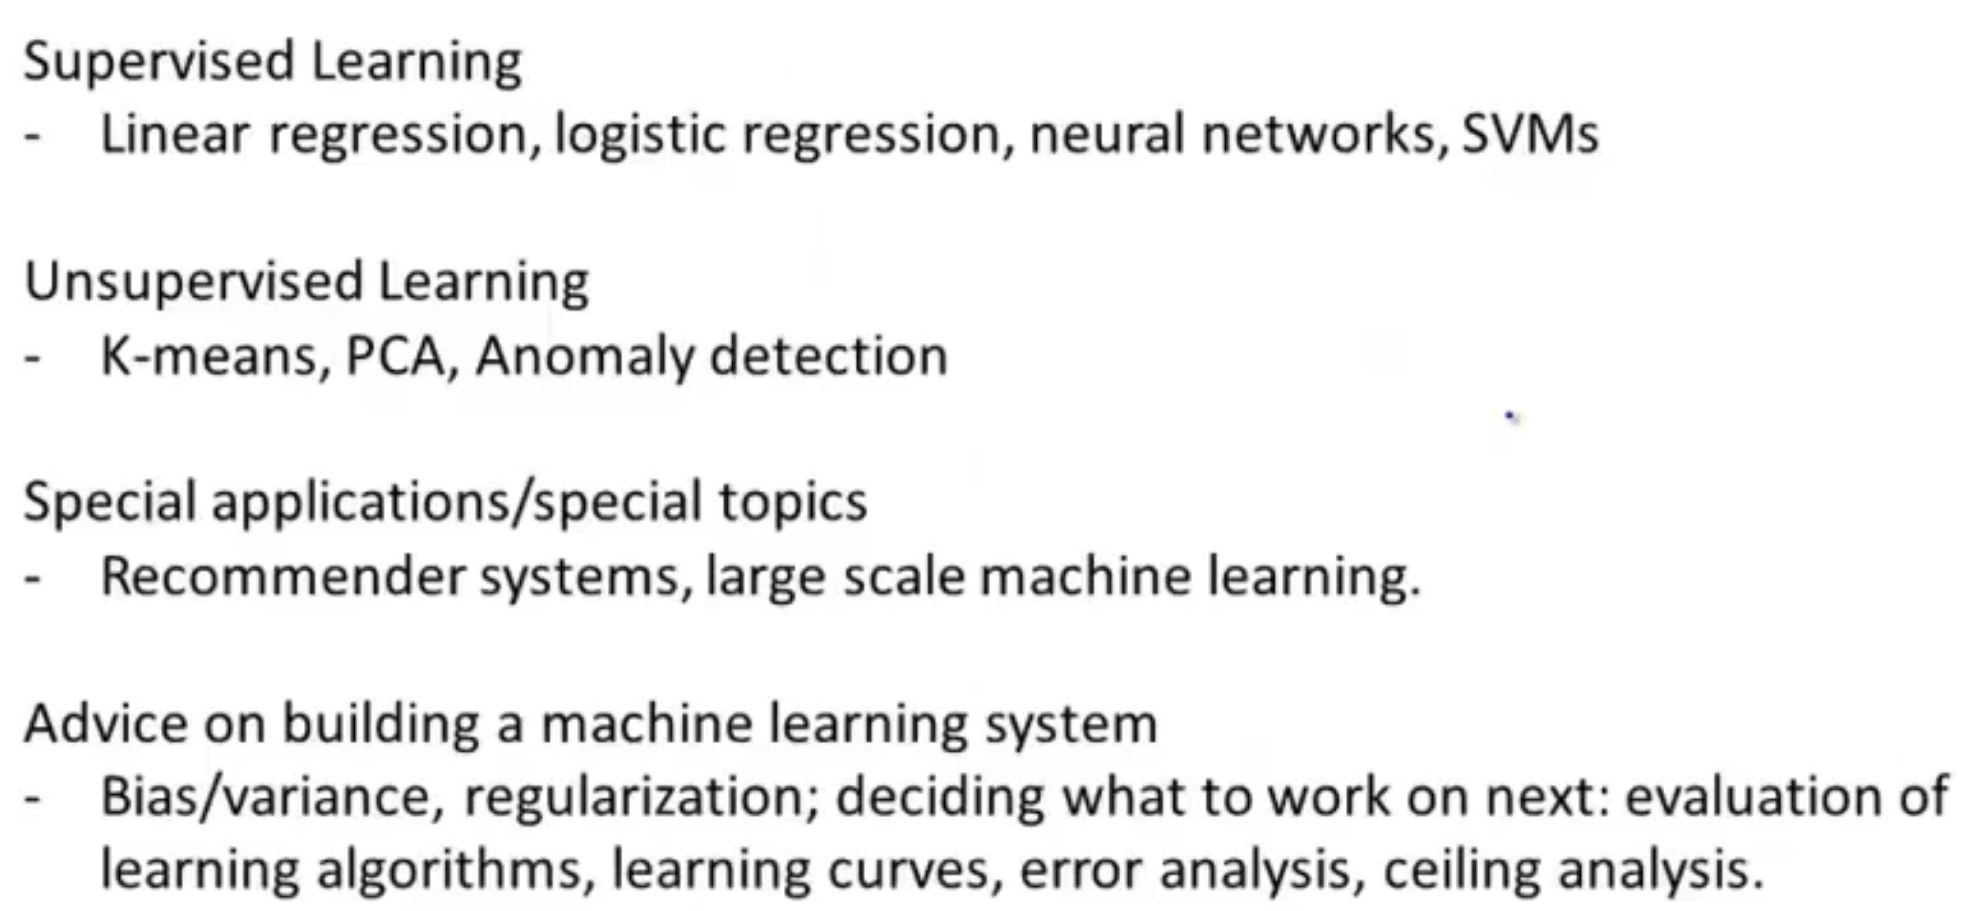 Supervised Learning
- Linear regression, logistic regression, neural networks, SVMs
Unsupervised Learning
- K-means, PCA, Anomaly detection
Special applications/special topics
- Recommender systems, large scale machine learning.
Advice on building a machine learning system
- Bias/variance, regularization; deciding what to work on next: evaluation of
learning algorithms, learning curves, error analysis, ceiling analysis.